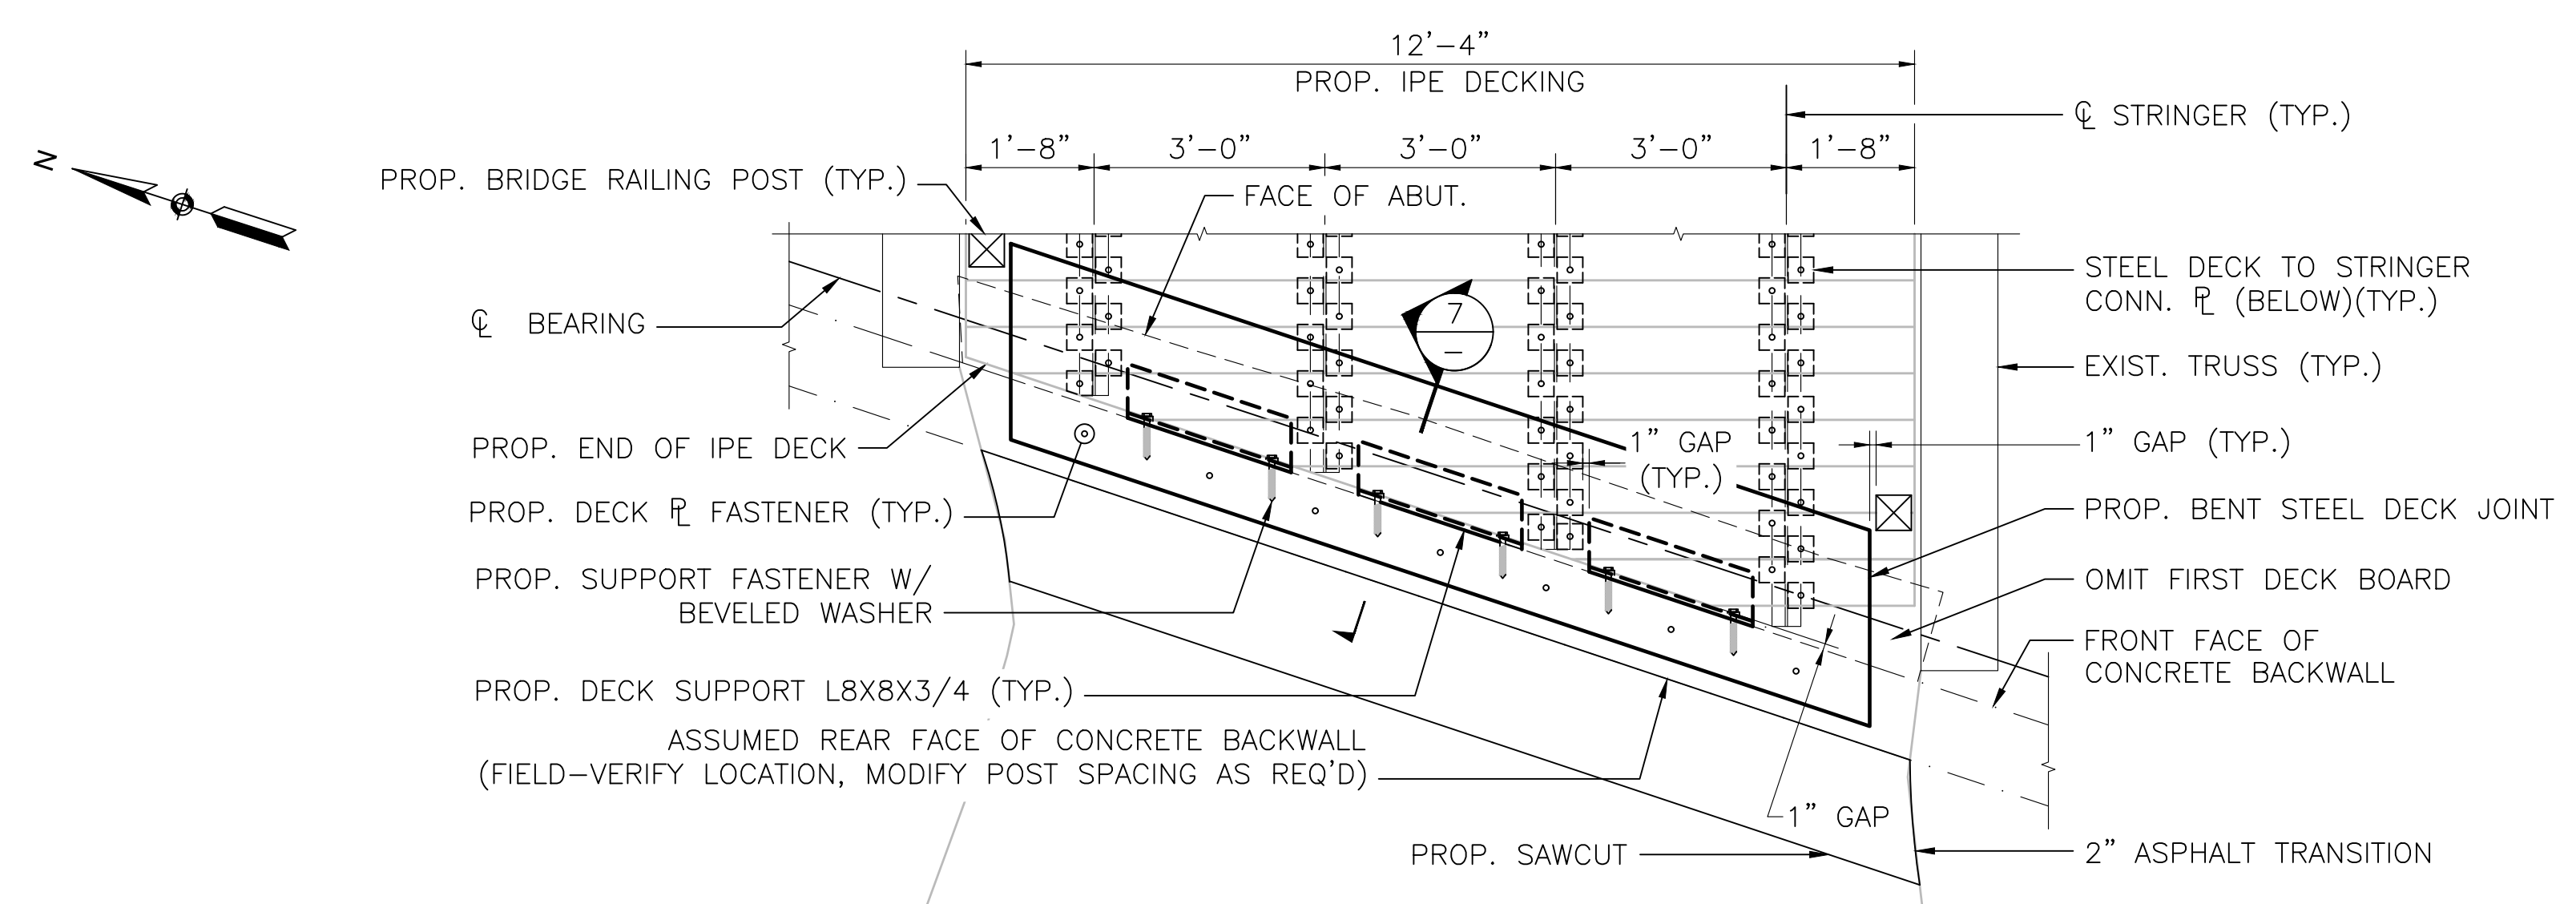 12’–4”
PROP. IPE DECKING
℄ STRINGER (TYP.)
1’–8”
3’–0”
3’–0”
3’–0”
1’–8”
N
PROP. BRIDGE RAILING POST (TYP.)
FACE OF ABUT.
STEEL DECK TO STRINGER
CONN. ⅊ (BELOW)(TYP.)
℄ BEARING
7
–
EXIST. TRUSS (TYP.)
PROP. END OF IPE DECK
1” GAP
(TYP.)
1” GAP (TYP.)
PROP. DECK ⅊ FASTENER (TYP.)
PROP. BENT STEEL DECK JOINT
PROP. SUPPORT FASTENER W/
BEVELED WASHER
OMIT FIRST DECK BOARD
FRONT FACE OF
CONCRETE BACKWALL
PROP. DECK SUPPORT L8X8X3/4 (TYP.)
ASSUMED REAR FACE OF CONCRETE BACKWALL
(FIELD–VERIFY LOCATION, MODIFY POST SPACING AS REQ’D)
1” GAP
PROP. SAWCUT
2” ASPHALT TRANSITION